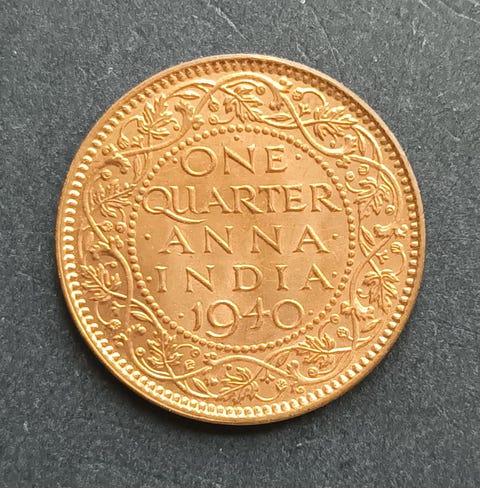 ONE
QUARTER
·ANNA·
·INDIA·
·1940·